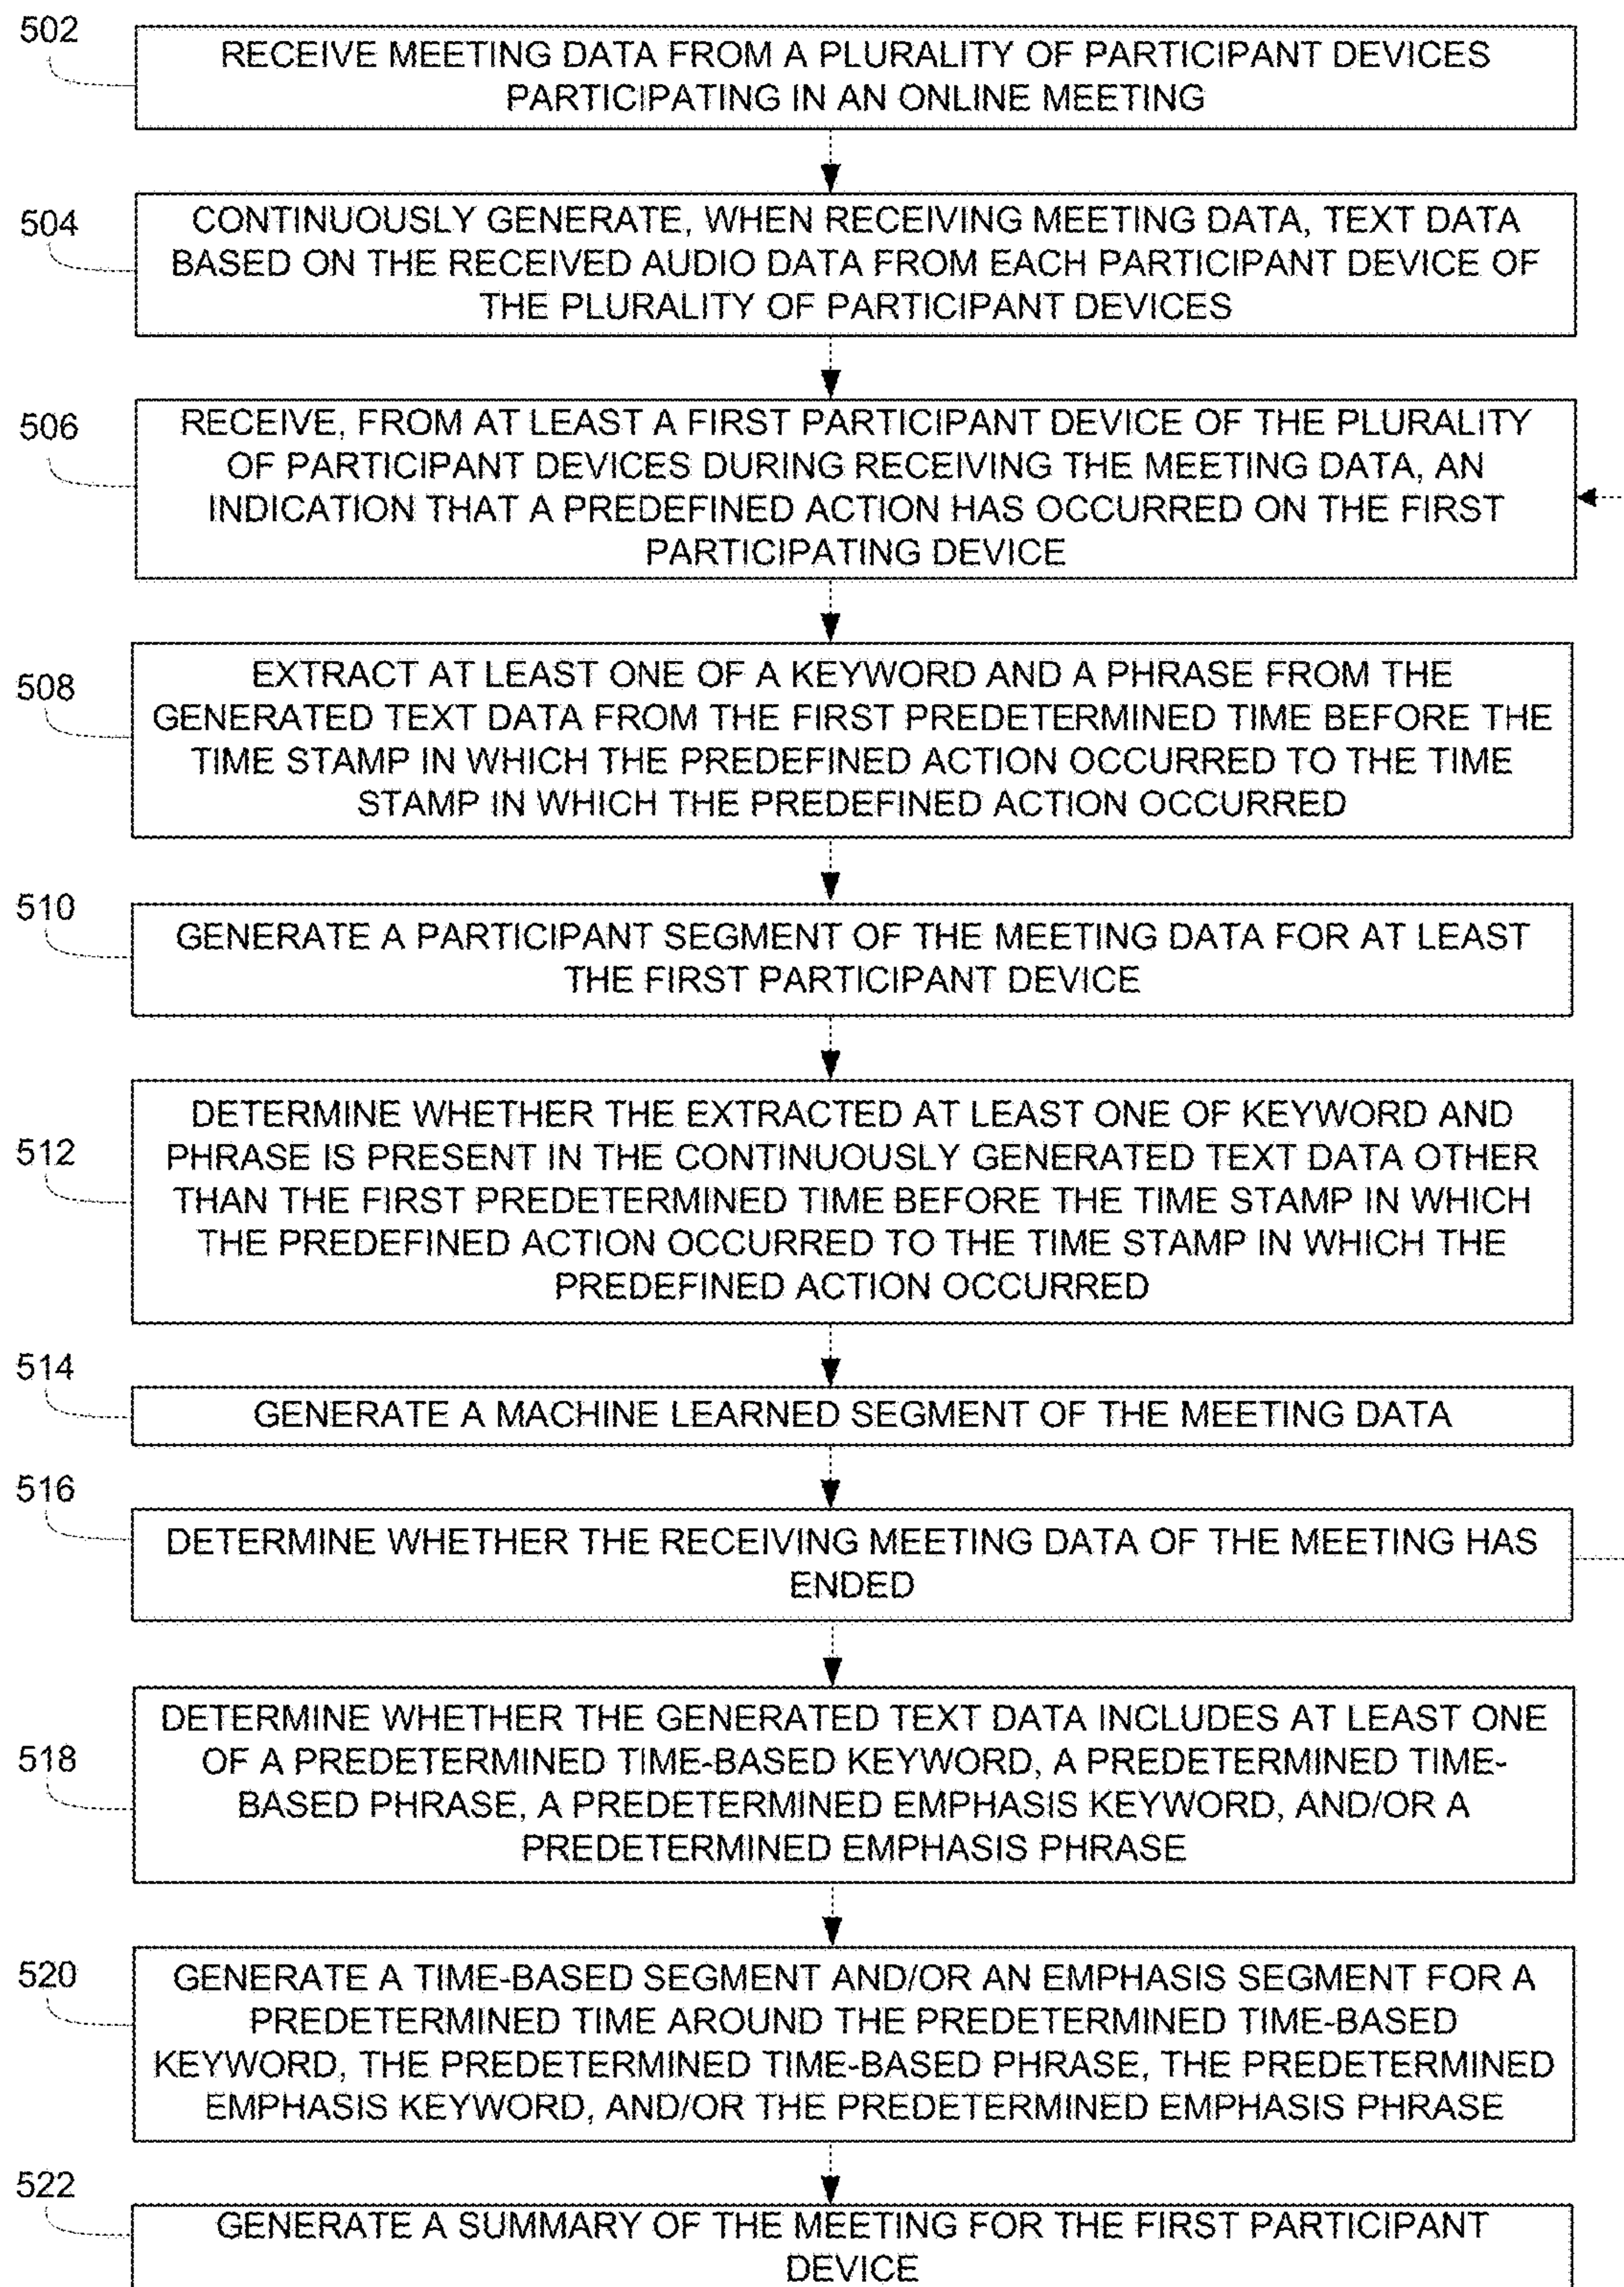 502
RECEIVE MEETING DATA FROM A PLURALITY OF PARTICIPANT DEVICES
PARTICIPATING IN AN ONLINE MEETING
504
CONTINUOUSLY GENERATE, WHEN RECEIVING MEETING DATA, TEXT DATA
BASED ON THE RECEIVED AUDIO DATA FROM EACH PARTICIPANT DEVICE OF
THE PLURALITY OF PARTICIPANT DEVICES
506
RECEIVE, FROM AT LEAST A FIRST PARTICIPANT DEVICE OF THE PLURALITY
OF PARTICIPANT DEVICES DURING RECEIVING THE MEETING DATA, AN
INDICATION THAT A PREDEFINED ACTION HAS OCCURRED ON THE FIRST
PARTICIPATING DEVICE
508
EXTRACT AT LEAST ONE OF A KEYWORD AND A PHRASE FROM THE
GENERATED TEXT DATA FROM THE FIRST PREDETERMINED TIME BEFORE THE
TIME STAMP IN WHICH THE PREDEFINED ACTION OCCURRED TO THE TIME
STAMP IN WHICH THE PREDEFINED ACTION OCCURRED
510
GENERATE A PARTICIPANT SEGMENT OF THE MEETING DATA FOR AT LEAST
THE FIRST PARTICIPANT DEVICE
512
DETERMINE WHETHER THE EXTRACTED AT LEAST ONE OF KEYWORD AND
PHRASE IS PRESENT IN THE CONTINUOUSLY GENERATED TEXT DATA OTHER
THAN THE FIRST PREDETERMINED TIME BEFORE THE TIME STAMP IN WHICH
THE PREDEFINED ACTION OCCURRED TO THE TIME STAMP IN WHICH THE
PREDEFINED ACTION OCCURRED
514
GENERATE A MACHINE LEARNED SEGMENT OF THE MEETING DATA
516
DETERMINE WHETHER THE RECEIVING MEETING DATA OF THE MEETING HAS
ENDED
518
DETERMINE WHETHER THE GENERATED TEXT DATA INCLUDES AT LEAST ONE
OF A PREDETERMINED TIME-BASED KEYWORD, A PREDETERMINED TIME-
BASED PHRASE, A PREDETERMINED EMPHASIS KEYWORD, AND/OR A
PREDETERMINED EMPHASIS PHRASE
520
GENERATE A TIME-BASED SEGMENT AND/OR AN EMPHASIS SEGMENT FOR A
PREDETERMINED TIME AROUND THE PREDETERMINED TIME-BASED
KEYWORD, THE PREDETERMINED TIME-BASED PHRASE, THE PREDETERMINED
EMPHASIS KEYWORD, AND/OR THE PREDETERMINED EMPHASIS PHRASE
522
GENERATE A SUMMARY OF THE MEETING FOR THE FIRST PARTICIPANT
DEVICE